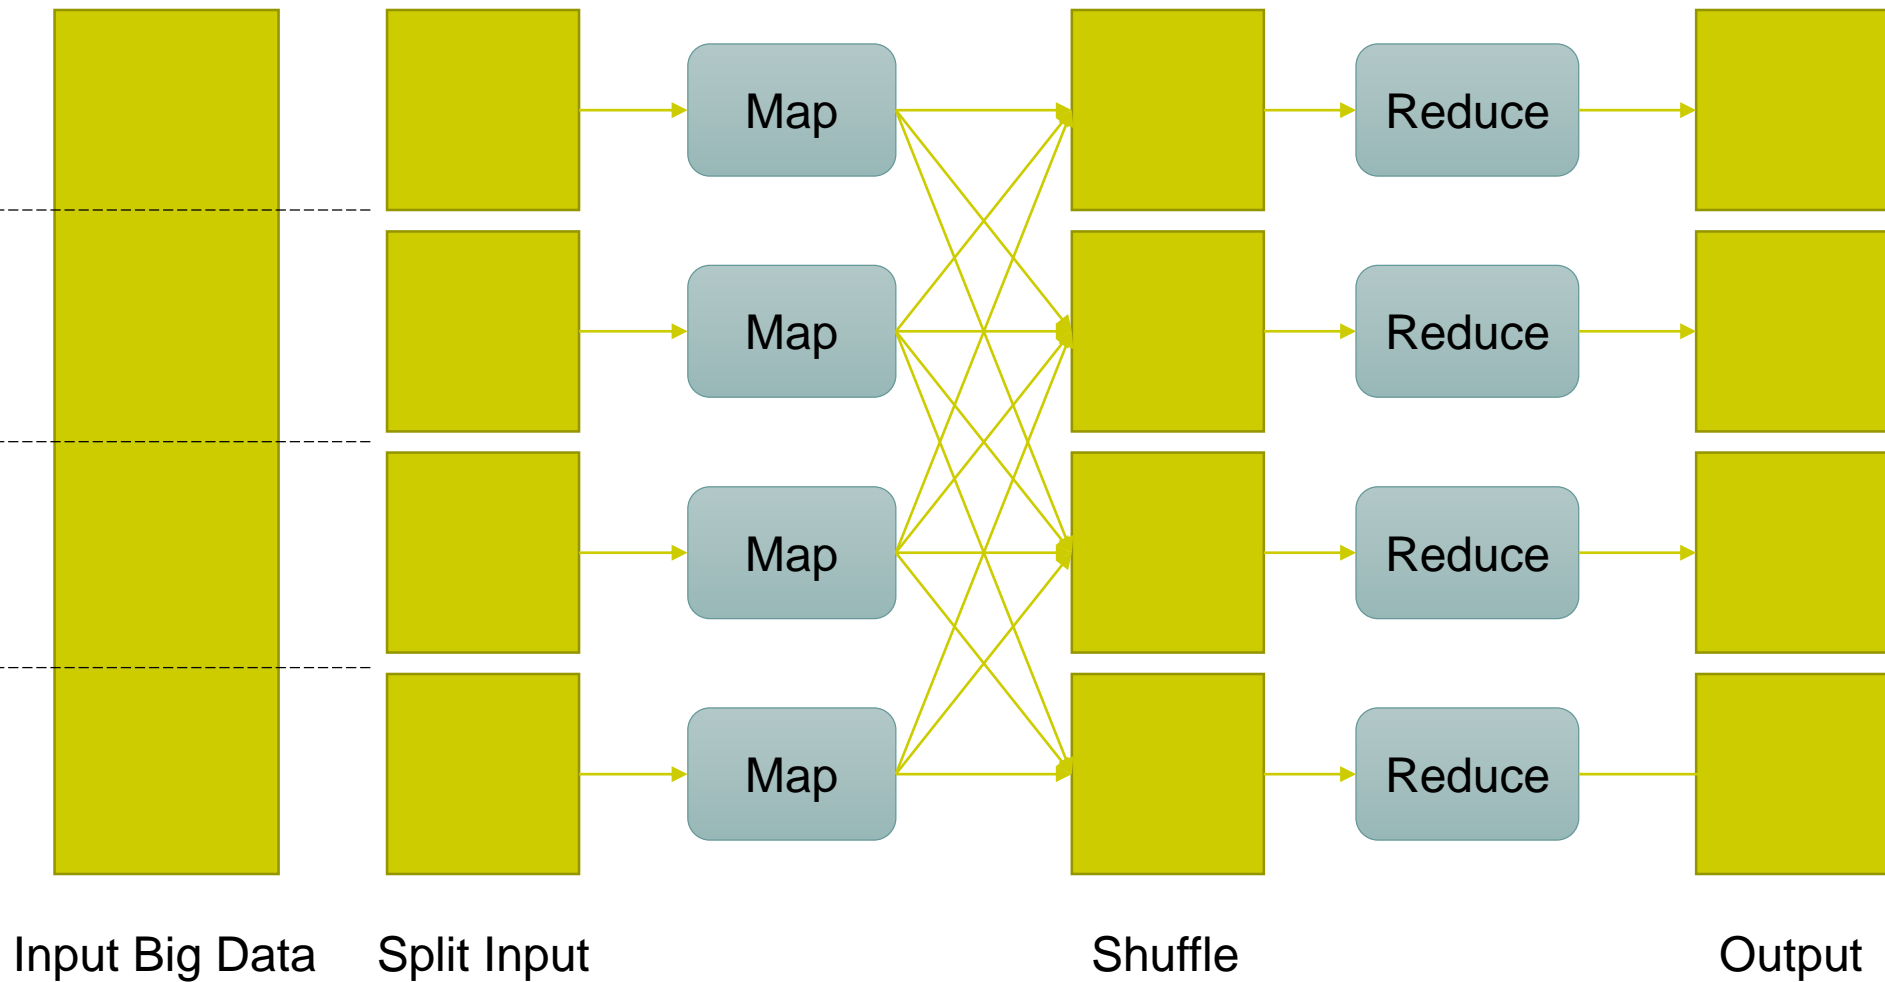 Map
Reduce
Map
Reduce
Map
Reduce
Map
Reduce
Input Big Data
Split Input
Shuffle
Output